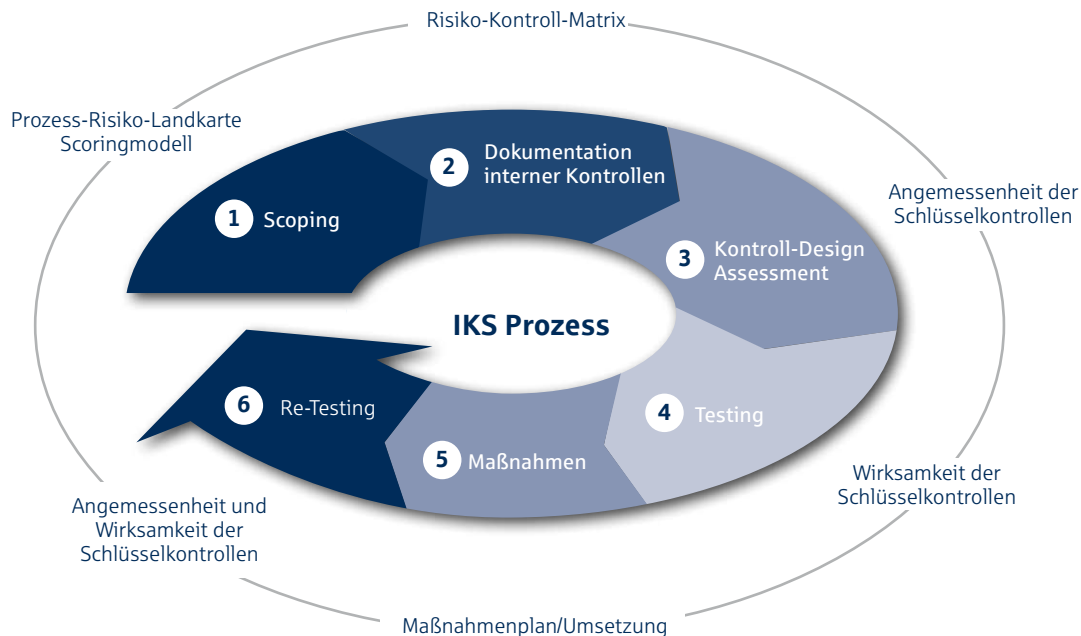 Risiko-Kontroll-Matrix
Prozess-Risiko-Landkarte
Scoringmodell
1 Scoping
2 Dokumentation
interner Kontrollen
Angemessenheit der
Schlüsselkontrollen
3 Kontroll-Design
Assessment
IKS Prozess
4 Testing
Wirksamkeit der
Schlüsselkontrollen
5 Maßnahmen
Maßnahmenplan/Umsetzung
6 Re-Testing
Angemessenheit und
Wirksamkeit der
Schlüsselkontrollen